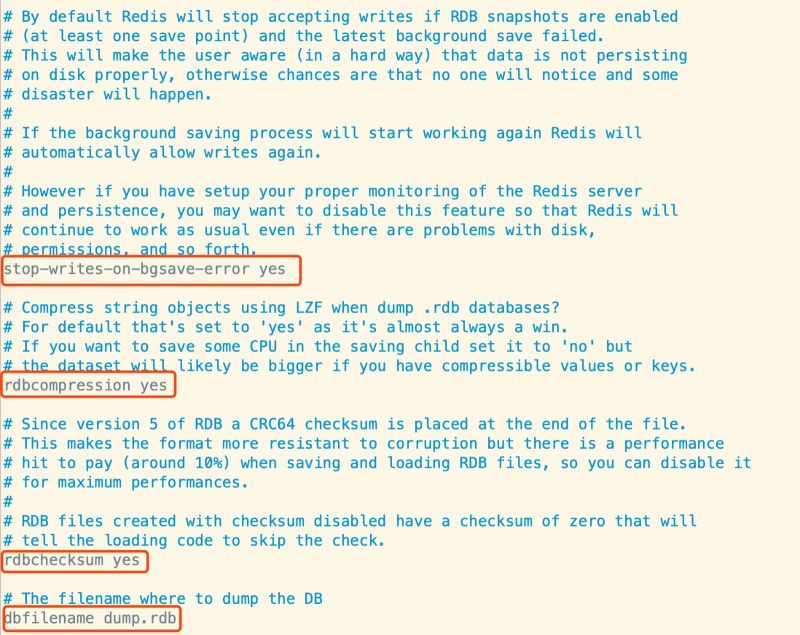 # By default Redis will stop accepting writes if RDB snapshots are enabled
# (at least one save point) and the latest background save failed.
# This will make the user aware (in a hard way) that data is not persisting
# on disk properly, otherwise chances are that no one will notice and some
# disaster will happen.
#
# If the background saving process will start working again Redis will
# automatically allow writes again.
#
# However if you have setup your proper monitoring of the Redis server
# and persistence, you may want to disable this feature so that Redis will
# continue to work as usual even if there are problems with disk,
# permissions, and so forth.
stop-writes-on-bgsave-error yes
# Compress string objects using LZF when dump .rdb databases?
# For default that's set to 'yes' as it's almost always a win.
# If you want to save some CPU in the saving child set it to 'no' but
# the dataset will likely be bigger if you have compressible values or keys.
rdbcompression yes
# Since version 5 of RDB a CRC64 checksum is placed at the end of the file.
# This makes the format more resistant to corruption but there is a performance
# hit to pay (around 10%) when saving and loading RDB files, so you can disable it
# for maximum performances.
#
# RDB files created with checksum disabled have a checksum of zero that will
# tell the loading code to skip the check.
rdbchecksum yes
# The filename where to dump the DB
dbfilename dump.rdb